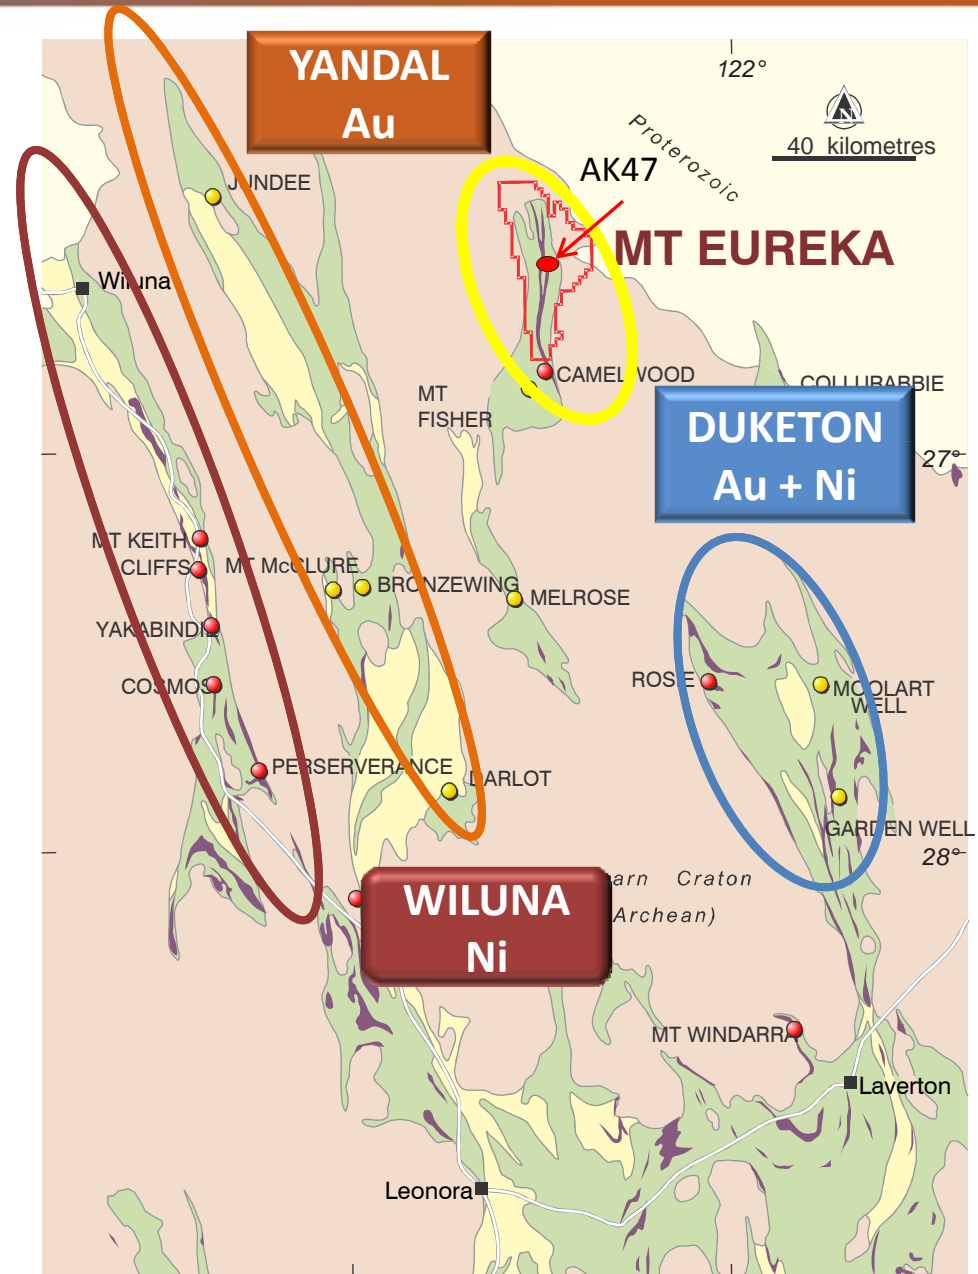 YANDAL
Au
122°
N
40 kilometres
Proterozoic
AK47
JUNDEE
MT EUREKA
Wiluna
CAMELWOOD
MT
FISHER
COLLURABBIE
DUKETON
Au + Ni
27°
MT KEITH
CLIFFS
MT McCLURE
BRONZEWING
MELROSE
YAKABINDIE
COSMOS
ROSIE
MOOLART
WELL
PERSERVERANCE
DARLOT
GARDEN WELL
28°
WILUNA
Ni
arn Craton
Archean)
MT WINDARRA
Laverton
Leonora